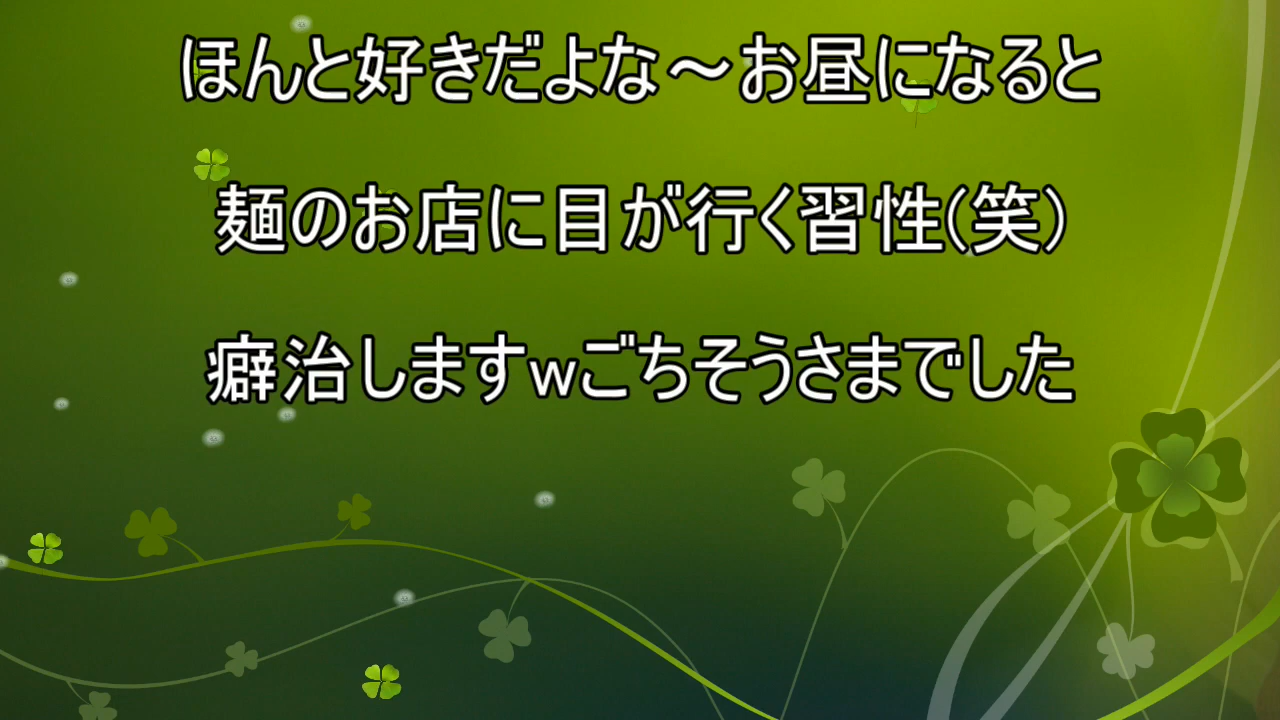 ほんと好きだよな～お昼になると
麺のお店に目が行く習性(笑)
癖治しますwごちそうさまでした